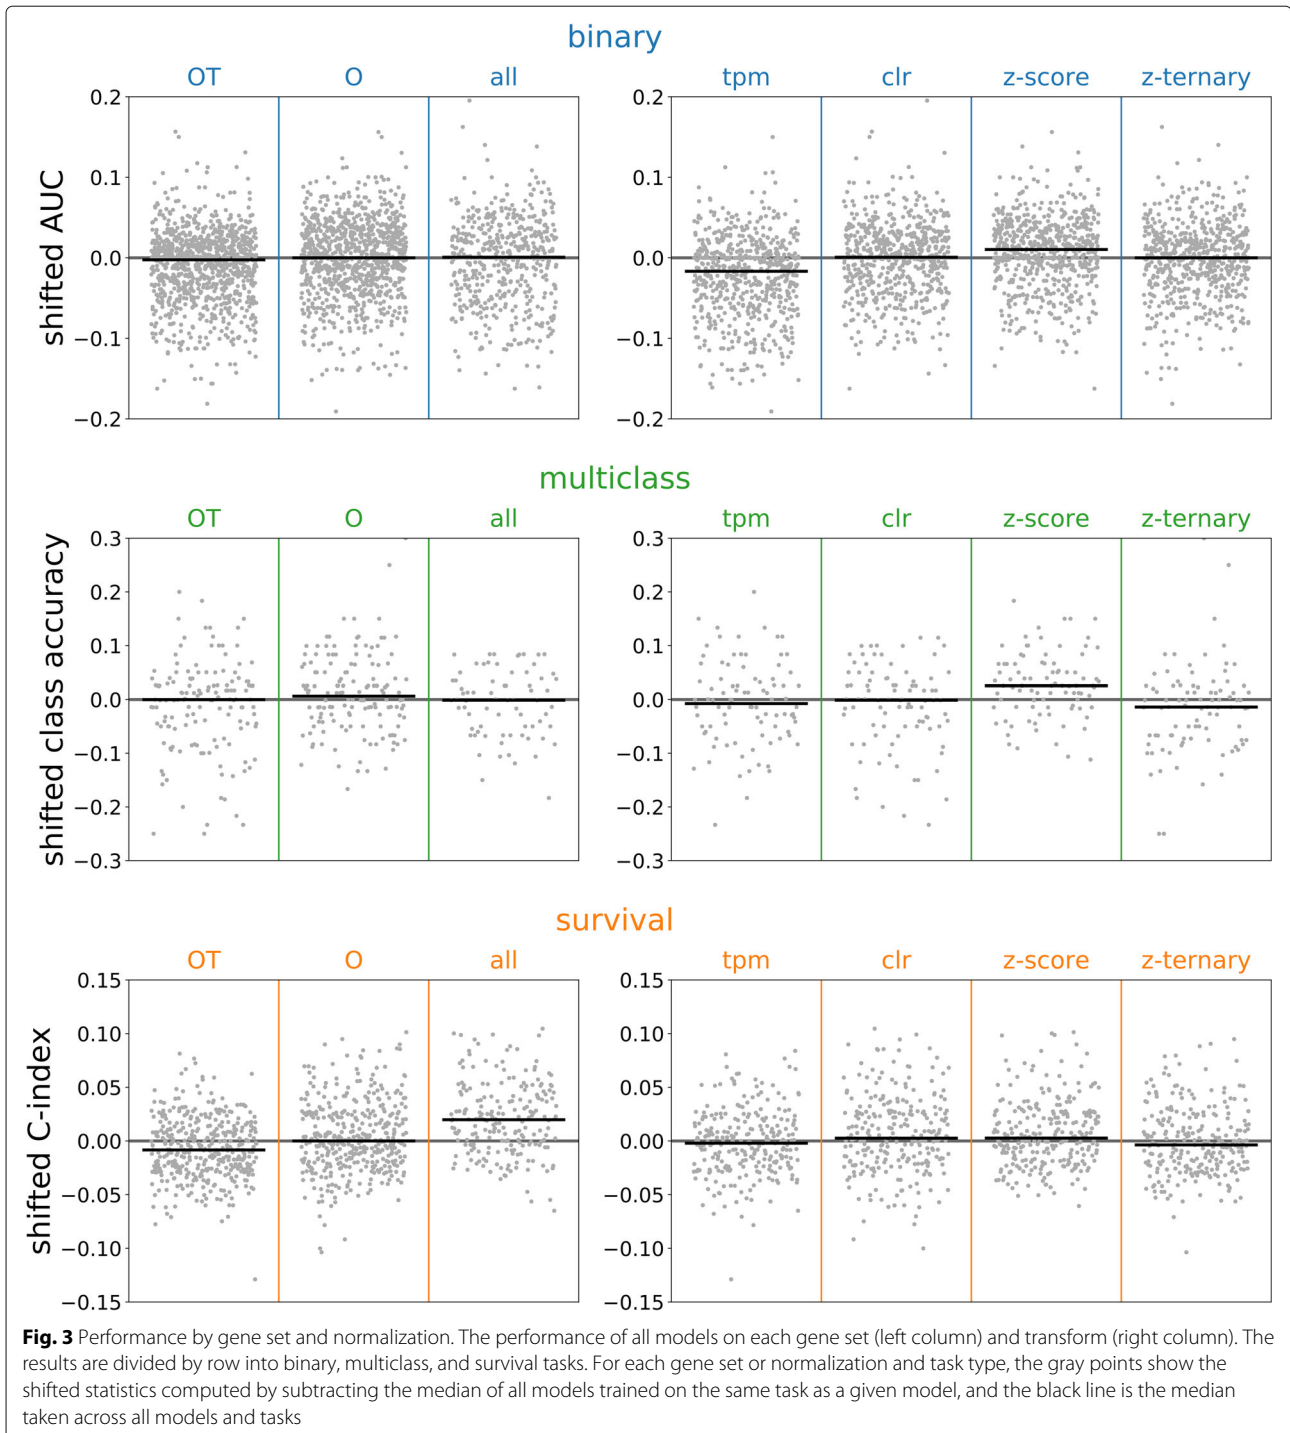 binary
OT O all tpm clr z-score z-ternary
shifted AUC
0.2
0.1
0.0
−0.1
−0.2
0.2
0.1
0.0
−0.1
−0.2
multiclass
OT O all tpm clr z-score z-ternary
shifted class accuracy
0.3
0.2
0.1
0.0
−0.1
−0.2
−0.3
0.3
0.2
0.1
0.0
−0.1
−0.2
−0.3
survival
OT O all tpm clr z-score z-ternary
shifted C-index
0.15
0.10
0.05
0.00
−0.05
−0.10
−0.15
0.15
0.10
0.05
0.00
−0.05
−0.10
−0.15
Fig. 3 Performance by gene set and normalization. The performance of all models on each gene set (left column) and transform (right column). The
results are divided by row into binary, multiclass, and survival tasks. For each gene set or normalization and task type, the gray points show the
shifted statistics computed by subtracting the median of all models trained on the same task as a given model, and the black line is the median
taken across all models and tasks